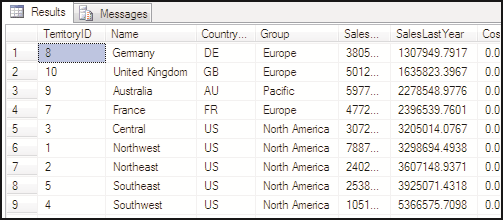 Results Messages
TerritoryID Name Country... Group Sales... SalesLastYear Cos
1 8 Germany DE Europe 3805... 1307949.7917 0.0
2 10 United Kingdom GB Europe 5012... 1635823.3967 0.0
3 9 Australia AU Pacific 5977... 2278548.9776 0.0
4 7 France FR Europe 4772... 2396539.7601 0.0
5 3 Central US North America 3072... 3205014.0767 0.0
6 1 Northwest US North America 7887... 3298694.4938 0.0
7 2 Northeast US North America 2402... 3607148.9371 0.0
8 5 Southeast US North America 2538... 3925071.4318 0.0
9 4 Southwest US North America 1051... 5366575.7098 0.0